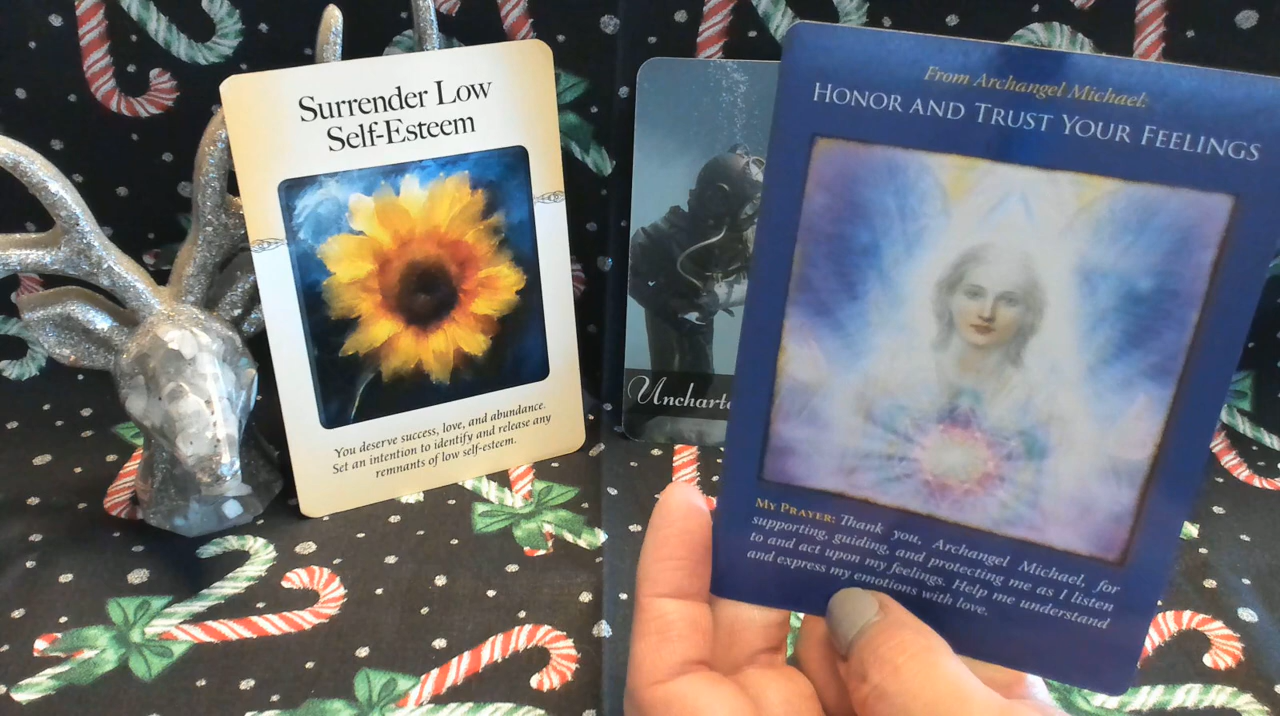 Surrender Low
Self-Esteem
You deserve success, love, and abundance.
Set an intention to identify and release any
remnants of low self-esteem.
From Archangel Michael:
HONOR AND TRUST YOUR FEELINGS
MY PRAYER: Thank you, Archangel Michael, for
supporting, guiding, and protecting me as I listen
to and act upon my feelings. Help me understand
and express my emotions with love.